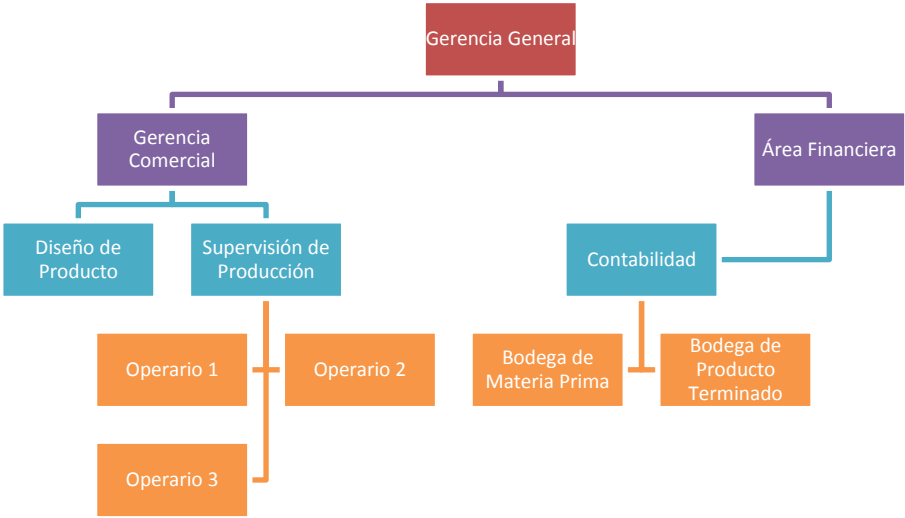 Gerencia General
Gerencia
Comercial
Área Financiera
Diseño de
Producto
Supervisión de
Producción
Contabilidad
Operario 1
Operario 2
Bodega de
Materia Prima
Bodega de
Producto
Terminado
Operario 3